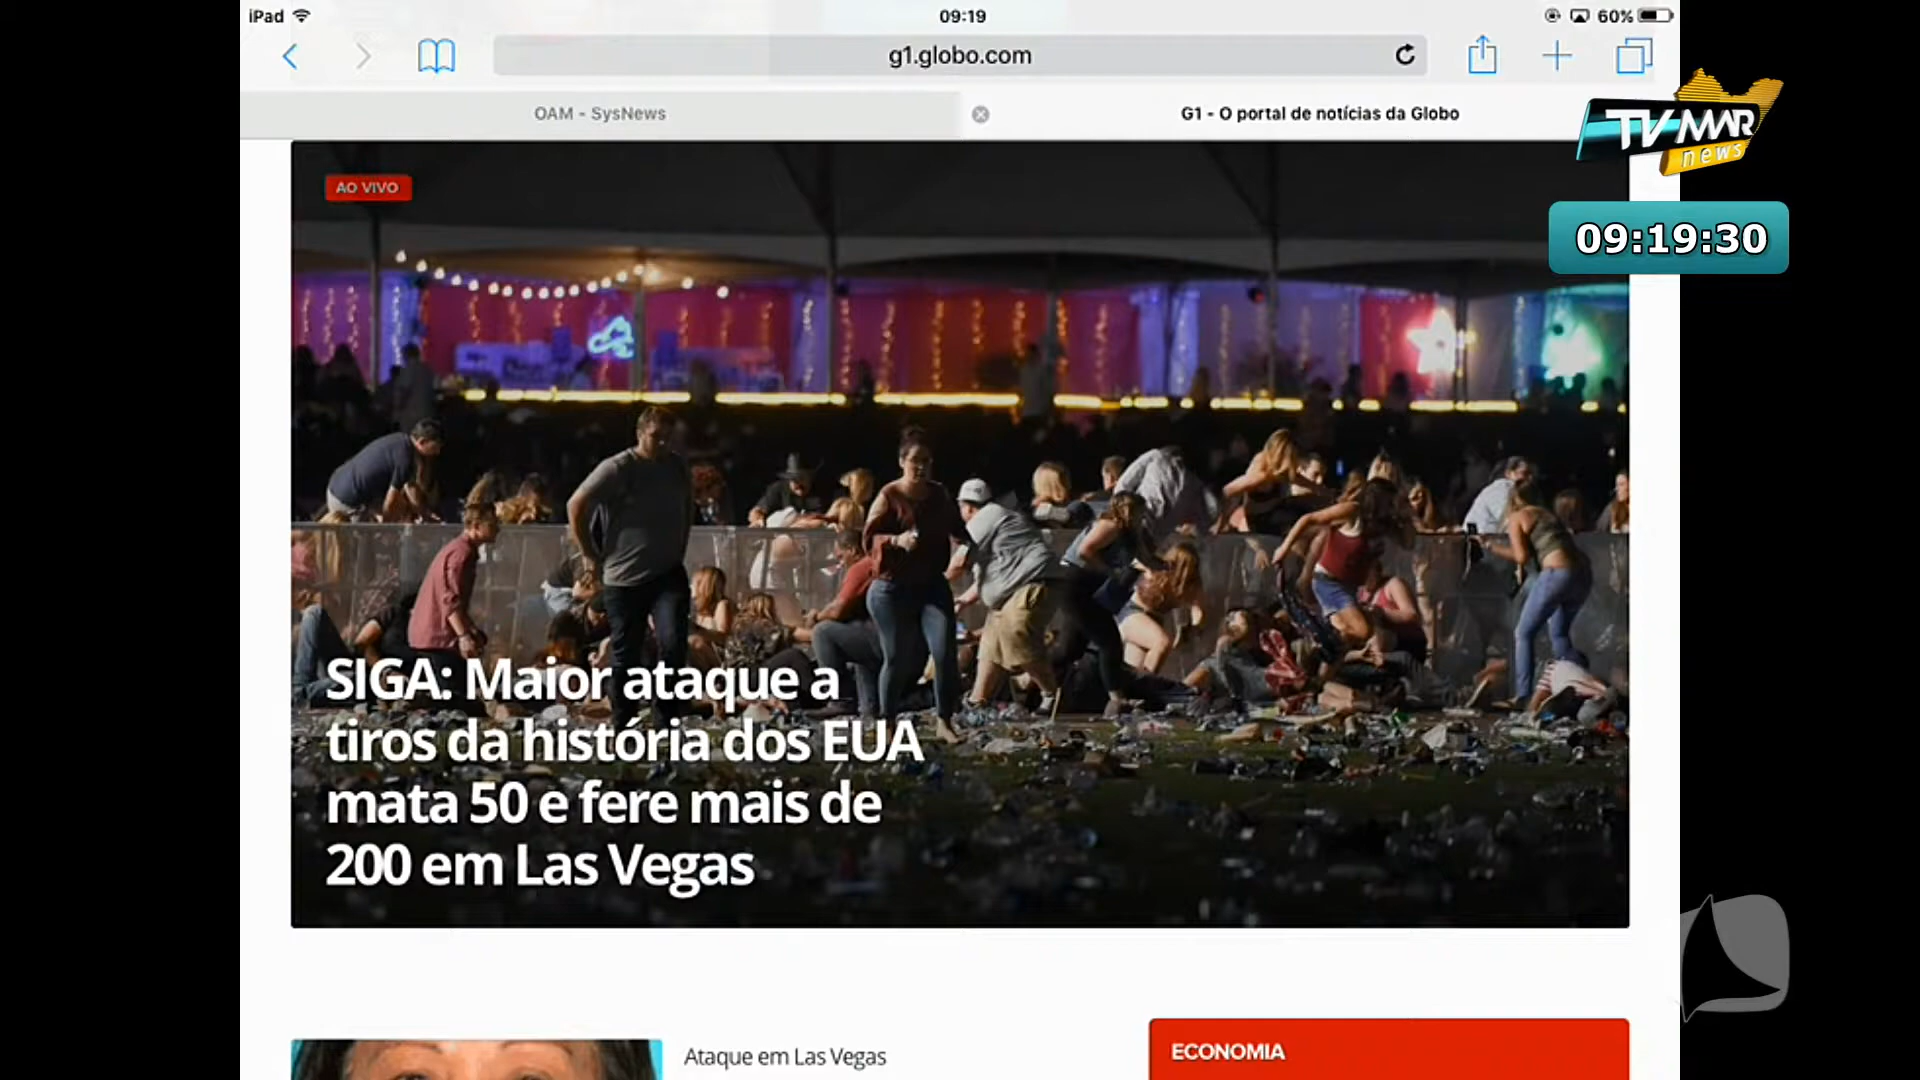 iPad
09:19
60%
g1.globo.com
OAM - SysNews
G1 - O portal de notícias da Globo
TV MAR
news
09:19:30
AO VIVO
SIGA: Maior ataque a
tiros da história dos EUA
mata 50 e fere mais de
200 em Las Vegas
Ataque em Las Vegas
ECONOMIA